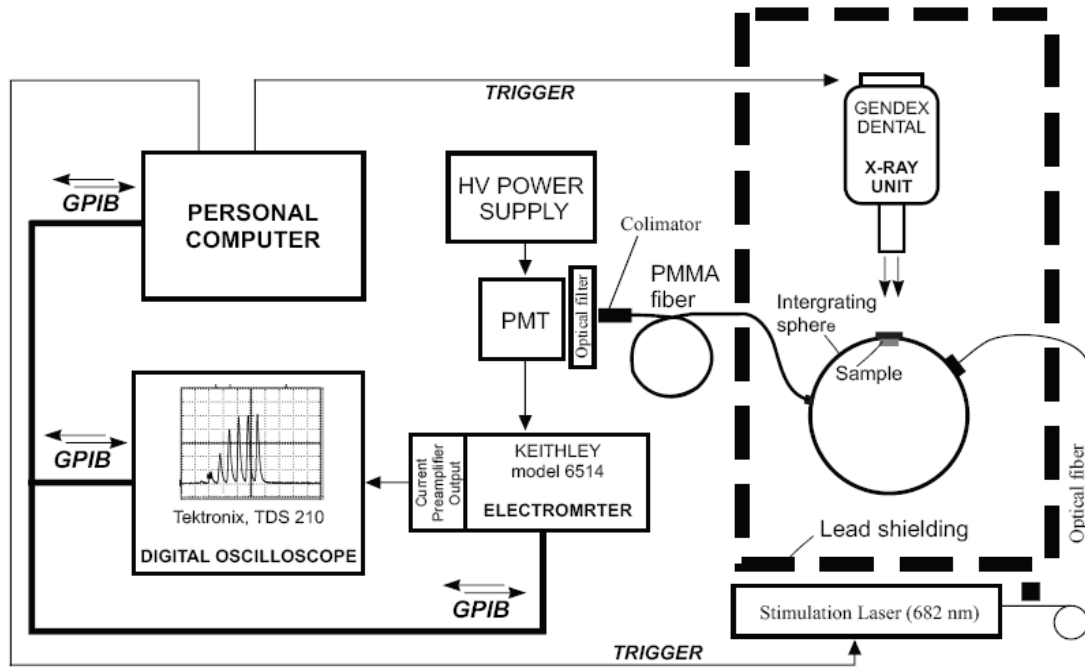 TRIGGER
GENDEX
DENTAL
X-RAY
UNIT
GPIB
PERSONAL
COMPUTER
HV POWER
SUPPLY
Colimator
PMMA
fiber
PMT
Optical filter
Intergrating
sphere
Sample
GPIB
Tektronix, TDS 210
DIGITAL OSCILLOSCOPE
Current
Preamplifier
Output
KEITHLEY
model 6514
ELECTROMRTER
Optical fiber
Lead shielding
GPIB
Stimulation Laser (682 nm)
TRIGGER